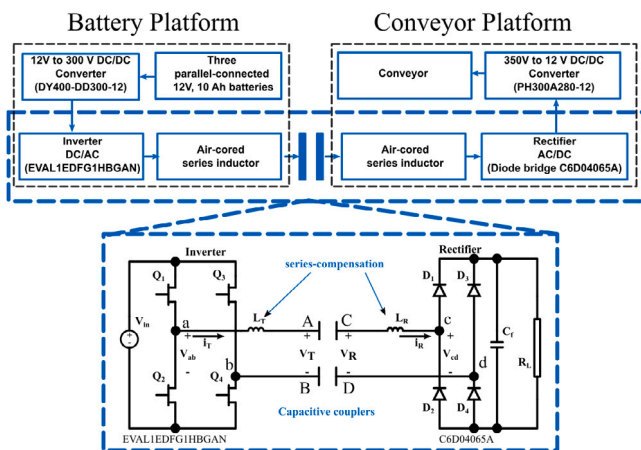 Battery Platform
Conveyor Platform
12V to 300 V DC/DC
Converter
(DY400-DD300-12)
Three
parallel-connected
12V, 10 Ah batteries
Conveyor
350V to 12 V DC/DC
Converter
(PH300A280-12)
Inverter
DC/AC
(EVAL1EDFG1HBGAN)
Air-cored
series inductor
Air-cored
series inductor
Rectifier
AC/DC
(Diode bridge C6D04065A)
Inverter
Rectifier
series-compensation
Q1
Q3
D1
D3
LT
A
C
LR
a
c
+
iT
+
+
iR
+
Vin
Vab
VT
VR
Vcd
Cf
RL
b
d
-
-
-
-
Q2
Q4
B
D
D2
D4
Capacitive couplers
EVAL1EDFG1HBGAN
C6D04065A